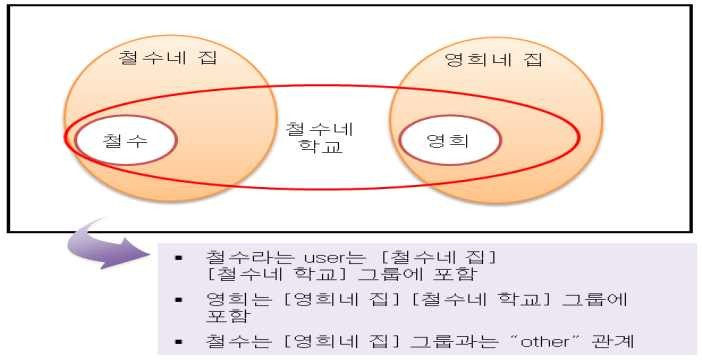 철수네 집
영희네 집
철수
철수네
학교
영희
▪ 철수라는 user는 [철수네 집]
[철수네 학교] 그룹에 포함
▪ 영희는 [영희네 집] [철수네 학교] 그룹에
포함
▪ 철수는 [영희네 집] 그룹과는 “other” 관계